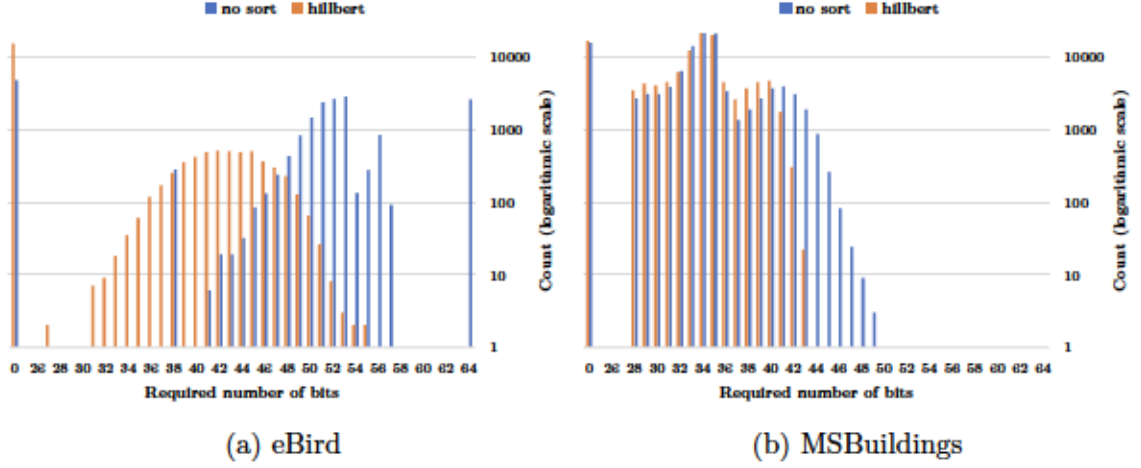 no sort hillbert
10000
1000
100
10
1
Count (logarithmic scale)
0 26 28 30 32 34 36 38 40 42 44 46 48 50 52 54 56 58 60 62 64
Required number of bits
(a) eBird
no sort hillbert
10000
1000
100
10
1
Count (logarithmic scale)
0 26 28 30 32 34 36 38 40 42 44 46 48 50 52 54 56 58 60 62 64
Required number of bits
(b) MSBuildings